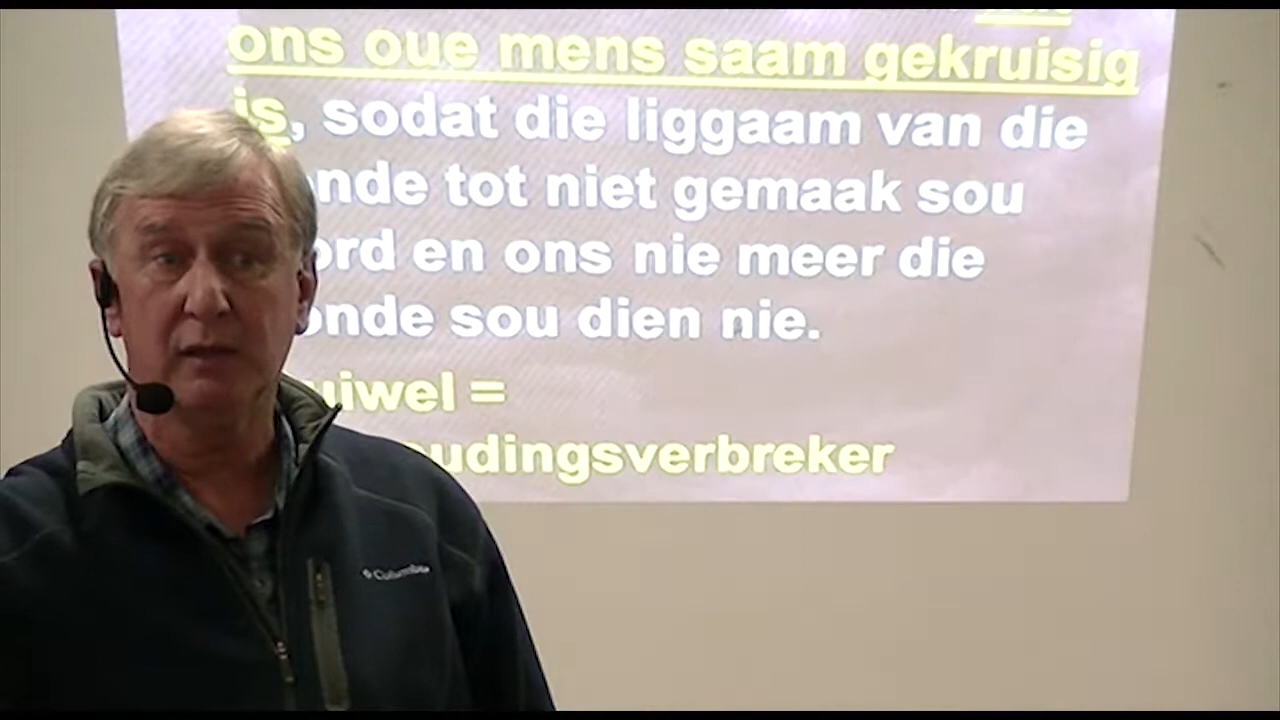 ons oue mens saam gekruisig
is, sodat die liggaam van die
nde tot niet gemaak sou
ord en ons nie meer die
onde sou dien nie.
uiwel =
udingsverbreker
Columbia